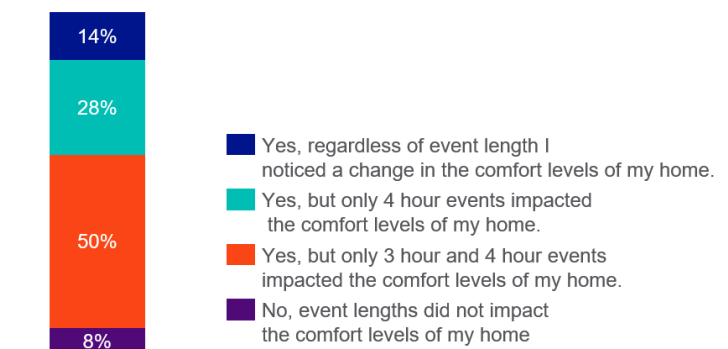 14%
28%
50%
8%
Yes, regardless of event length I
noticed a change in the comfort levels of my home.
Yes, but only 4 hour events impacted
the comfort levels of my home.
Yes, but only 3 hour and 4 hour events
impacted the comfort levels of my home.
No, event lengths did not impact
the comfort levels of my home